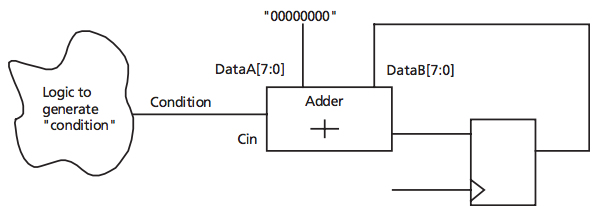 "00000000"
DataA[7:0]
DataB[7:0]
Logic to
generate
"condition"
Condition
Adder
+
Cin